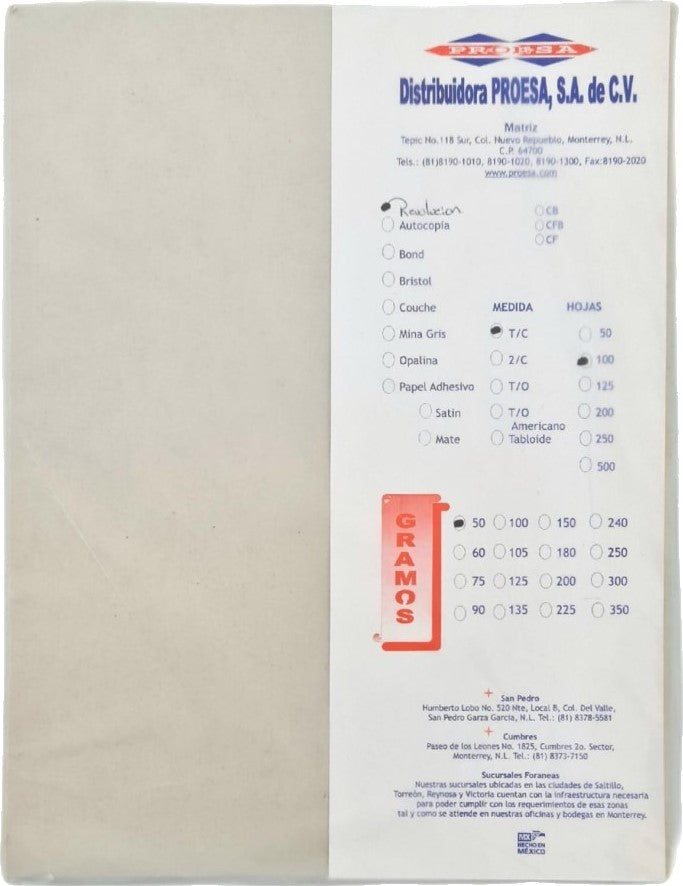 PROESA
Distribuidora PROESA, S.A. de C.V.
Matriz
Tepic No.118 Sur, Col. Nuevo Repueblo, Monterrey, N.L.
C.P. 64700
Tels.: (81)8190-1010, 8190-1020, 8190-1300, Fax:8190-2020
www.proesa.com
Revolucion
CB
Autocopía
CFB
CF
Bond
Bristol
Couche
MEDIDA
HOJAS
Mina Gris
T/C
50
Opalina
2/C
100
Papel Adhesivo
T/O
125
Satin
T/O
200
Americano
Mate
Tabloide
250
500
GRAMOS
50 100 150 240
60 105 180 250
75 125 200 300
90 135 225 350
San Pedro
Humberto Lobo No. 520 Nte, Local B, Col. Del Valle,
San Pedro Garza García, N.L. Tel.: (81) 8378-5581
Cumbres
Paseo de los Leones No. 1825, Cumbres 2o. Sector,
Monterrey, N.L. Tel.: (81) 8373-7150
Sucursales Foraneas
Nuestras sucursales ubicadas en las ciudades de Saltillo,
Torreón, Reynosa y Victoria cuentan con la infraestructura necesaria
para poder cumplir con los requerimientos de esas zonas
tal y como se atiende en nuestras oficinas y bodegas en Monterrey.
MX
HECHO EN
MÉXICO